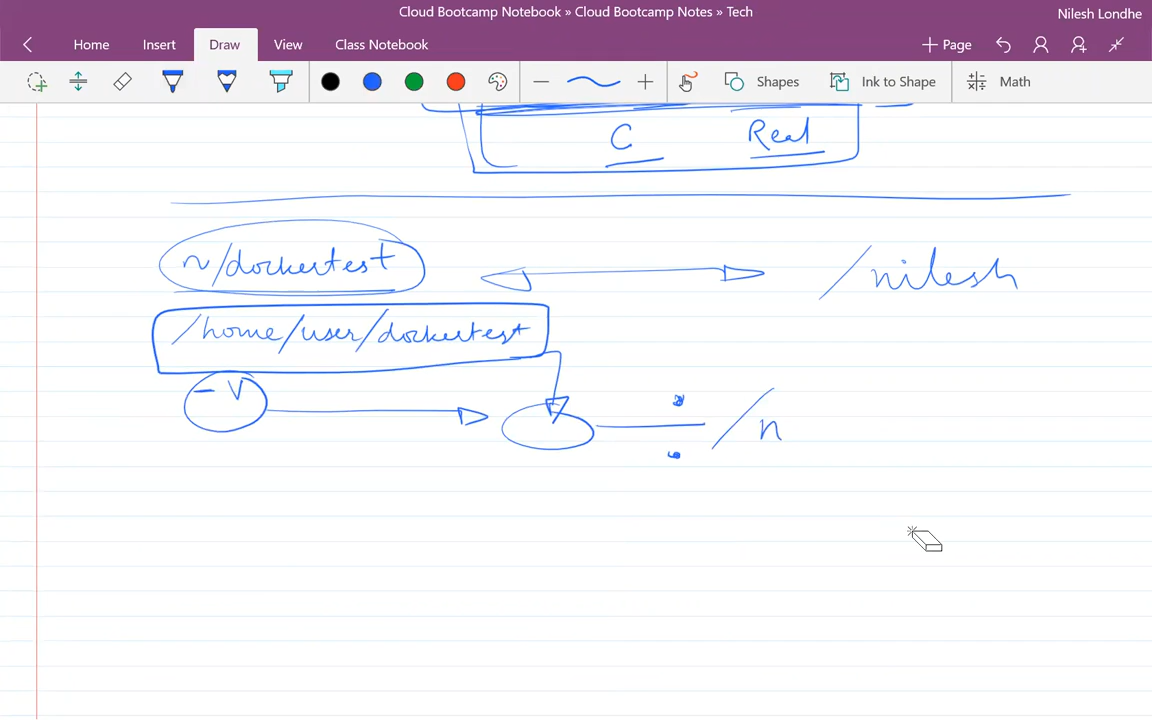 Cloud Bootcamp Notebook » Cloud Bootcamp Notes » Tech
Nilesh Londhe
Home Insert Draw View Class Notebook Page
Shapes Ink to Shape Math
C Real
~/dockertest /nilesh
/home/user/dockertest
-v : /n